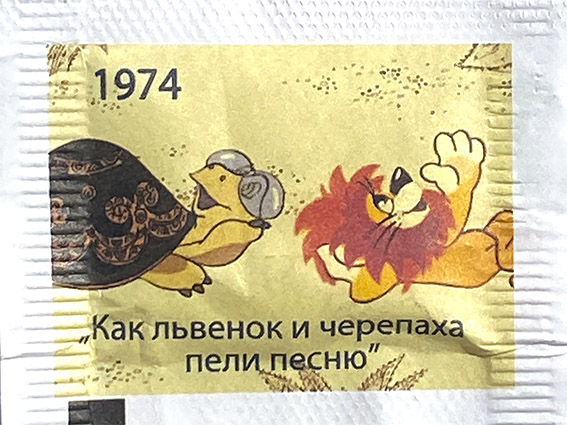 1974
„Как львенок и черепаха
пели песню”